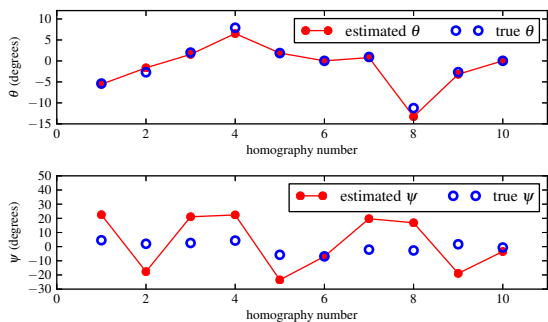 10
5
0
−5
−10
−15
θ (degrees)
estimated θ true θ
0 2 4 6 8 10
homography number
50
40
30
20
10
0
−10
−20
−30
ψ (degrees)
estimated ψ true ψ
0 2 4 6 8 10
homography number